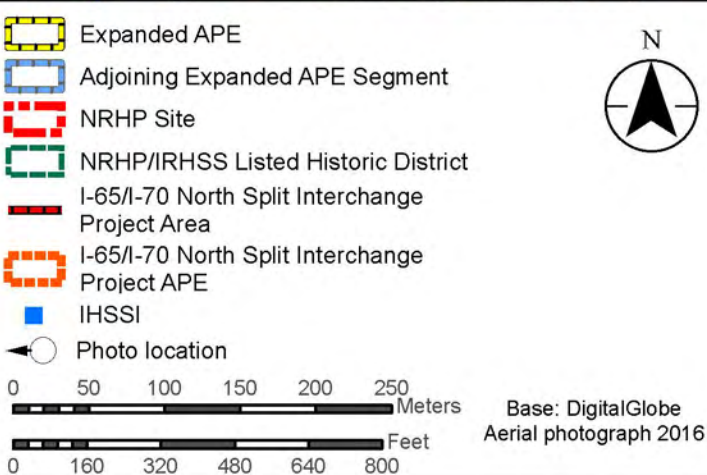 Expanded APE
N
Adjoining Expanded APE Segment
NRHP Site
NRHP/IRHSS Listed Historic District
I-65/I-70 North Split Interchange
Project Area
I-65/I-70 North Split Interchange
Project APE
IHSSI
Photo location
0 50 100 150 200 250
Meters
Feet
0 160 320 480 640 800
Base: DigitalGlobe
Aerial photograph 2016